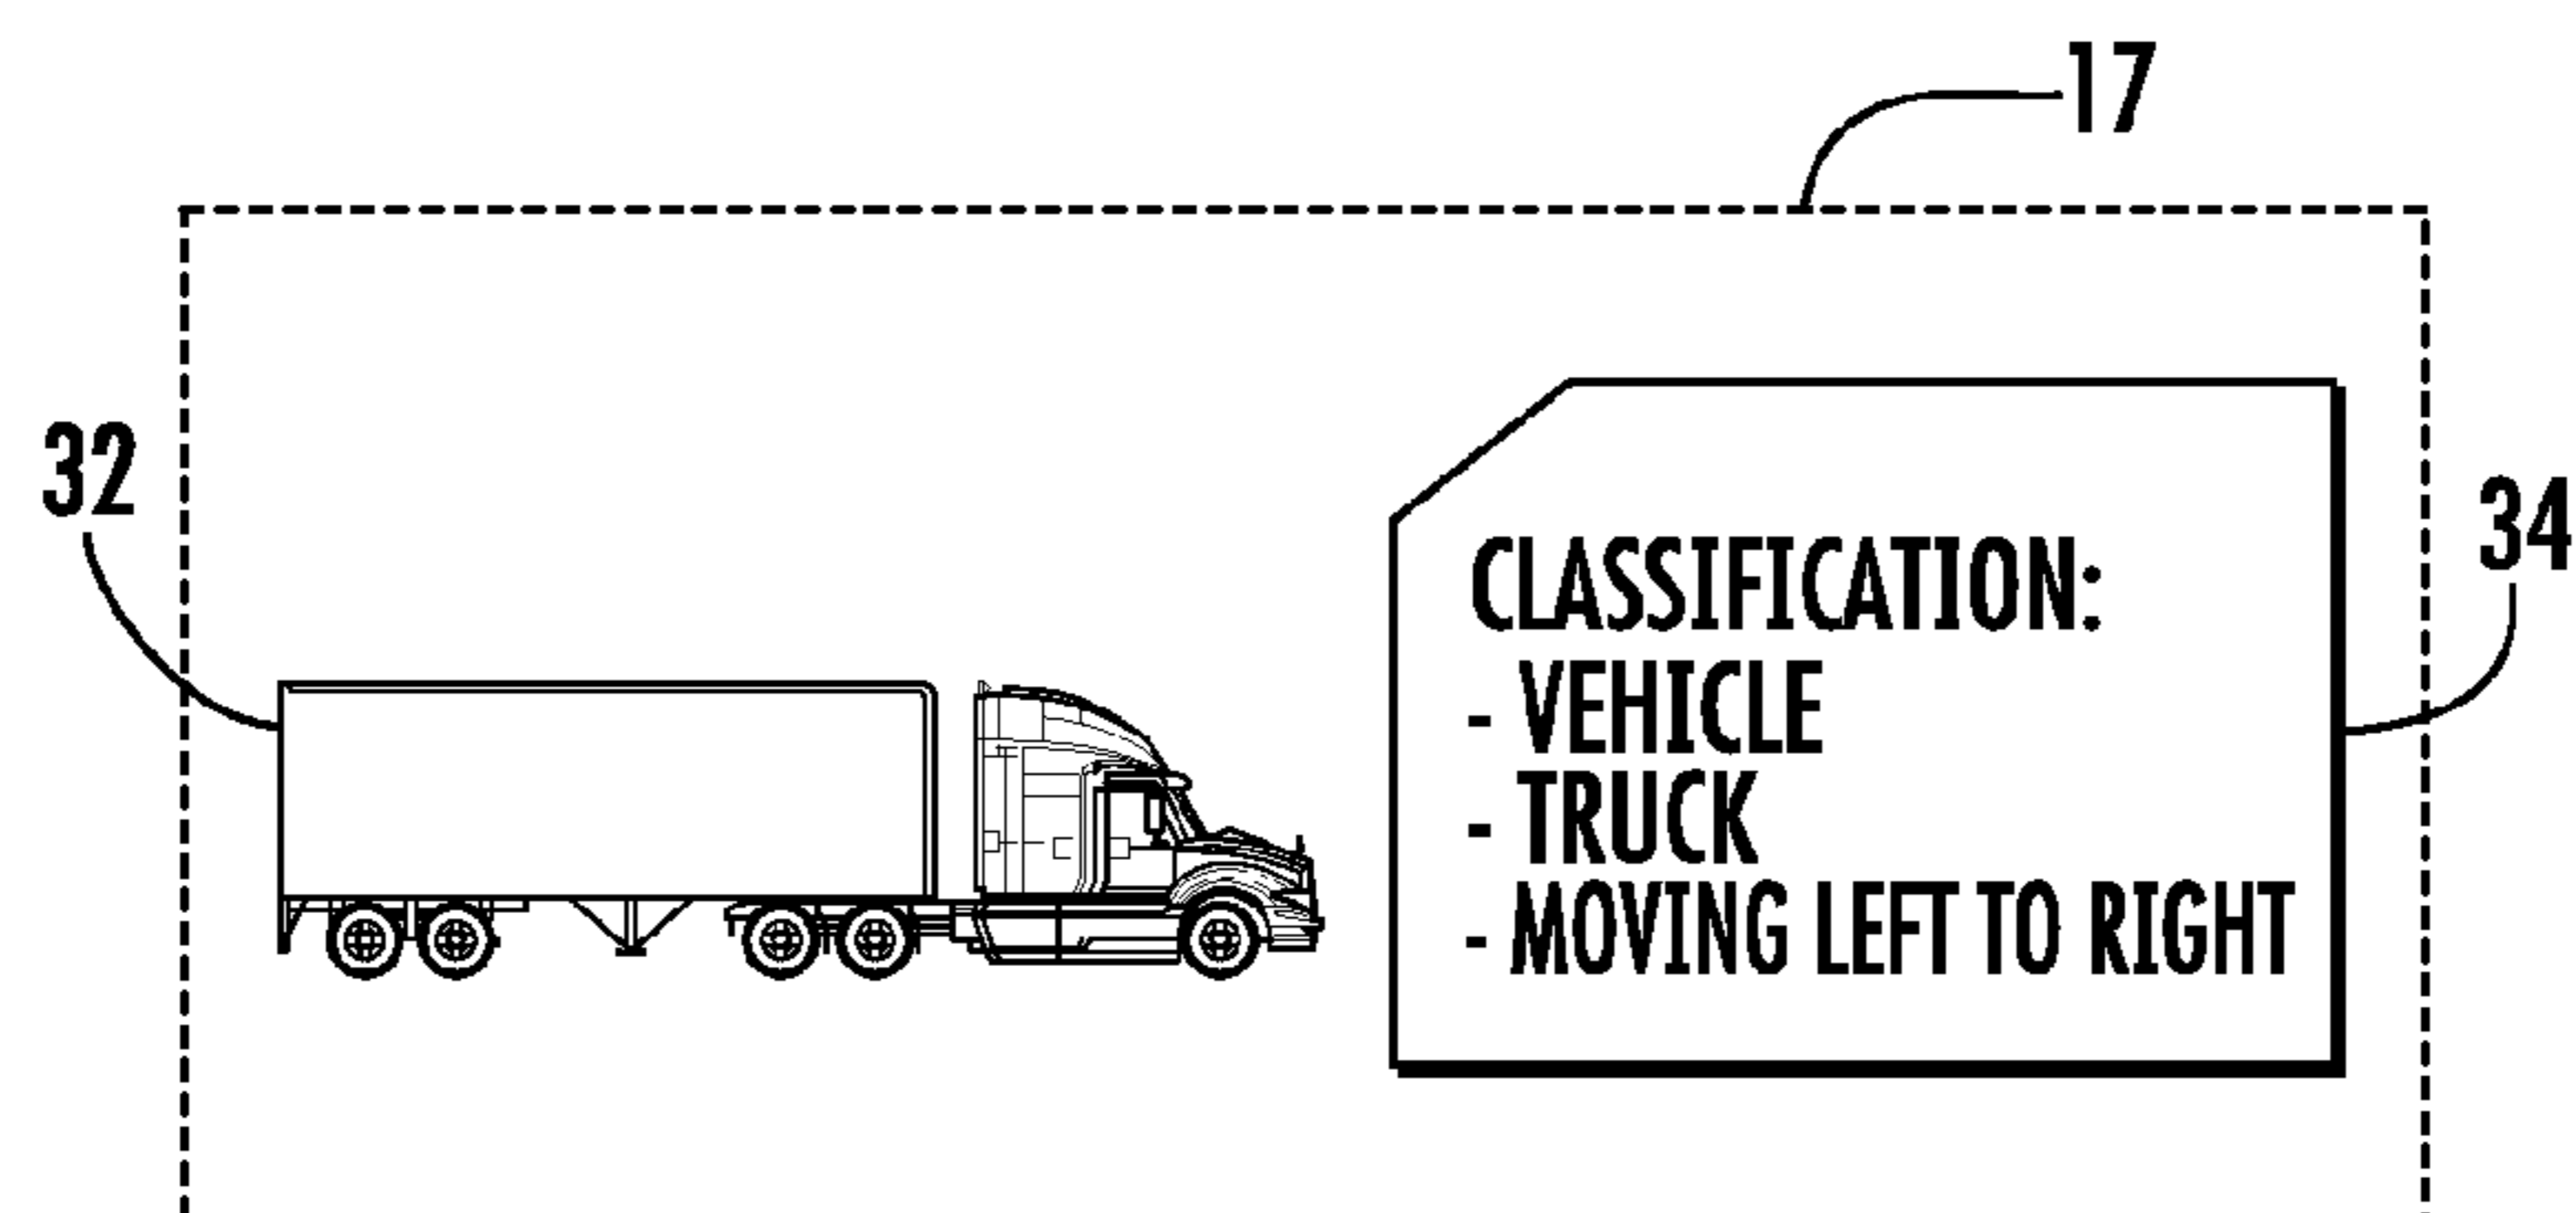 17
32
34
CLASSIFICATION:
- VEHICLE
- TRUCK
- MOVING LEFT TO RIGHT